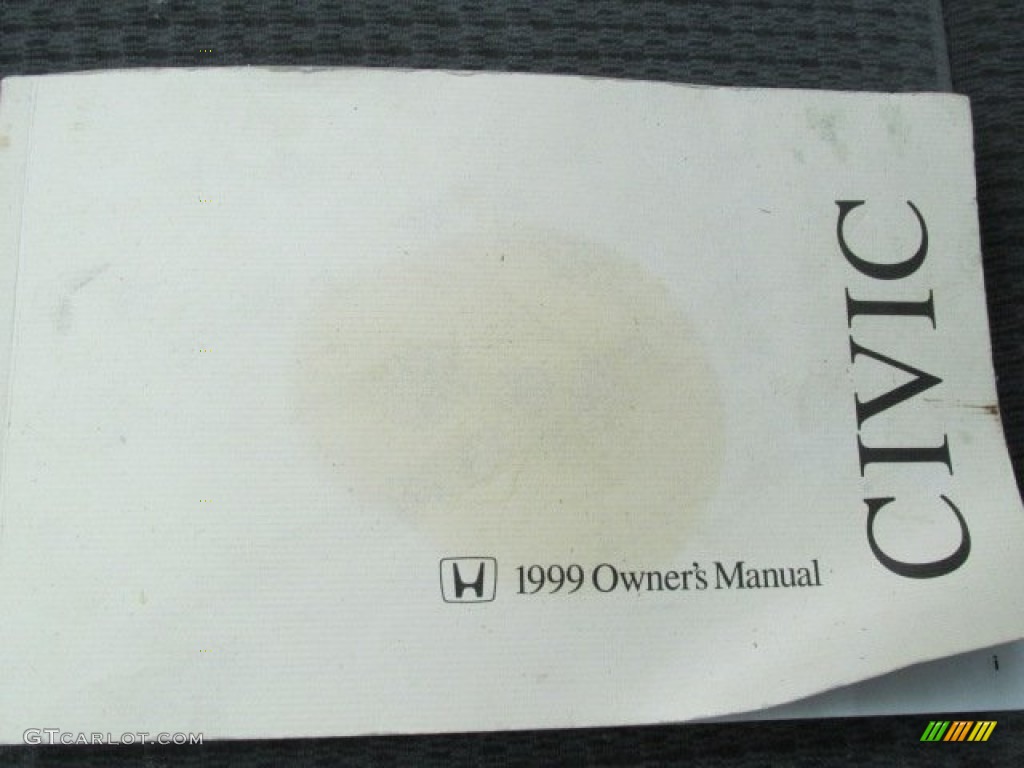 CIVIC
1999 Owner's Manual
i
GTcarlot.com